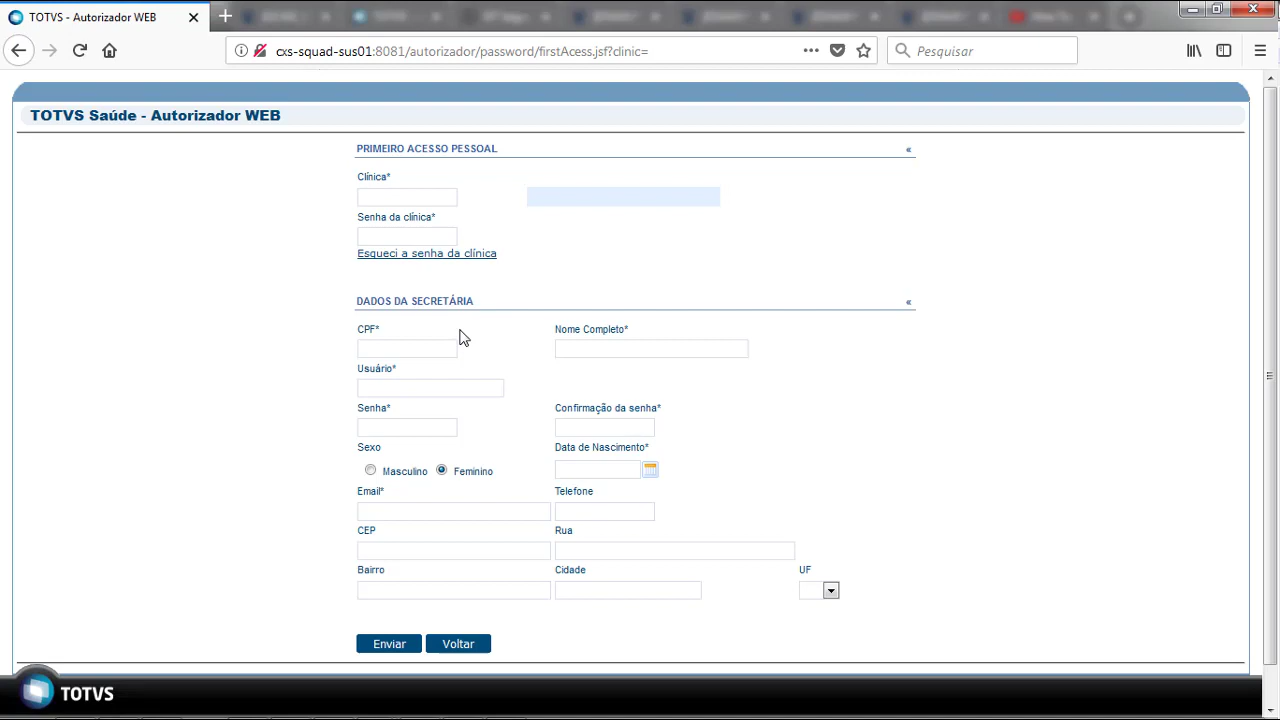 TOTVS - Autorizador WEB
cxs-squad-sus01:8081/autorizador/password/firstAcess.jsf?clinic=
Pesquisar
TOTVS Saúde - Autorizador WEB
PRIMEIRO ACESSO PESSOAL «
Clínica*
Senha da clínica*
Esqueci a senha da clínica
DADOS DA SECRETÁRIA «
CPF* Nome Completo*
Usuário*
Senha* Confirmação da senha*
Sexo Data de Nascimento*
Masculino Feminino
Email* Telefone
CEP Rua
Bairro Cidade UF
Enviar Voltar
TOTVS